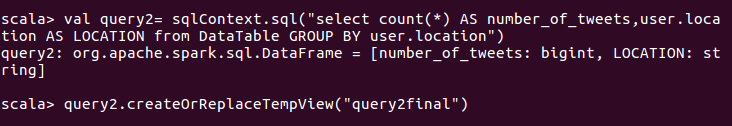 scala> val query2= sqlContext.sql("select count(*) AS number_of_tweets,user.loca
tion AS LOCATION from DataTable GROUP BY user.location")
query2: org.apache.spark.sql.DataFrame = [number_of_tweets: bigint, LOCATION: st
ring]
scala> query2.createOrReplaceTempView("query2final")